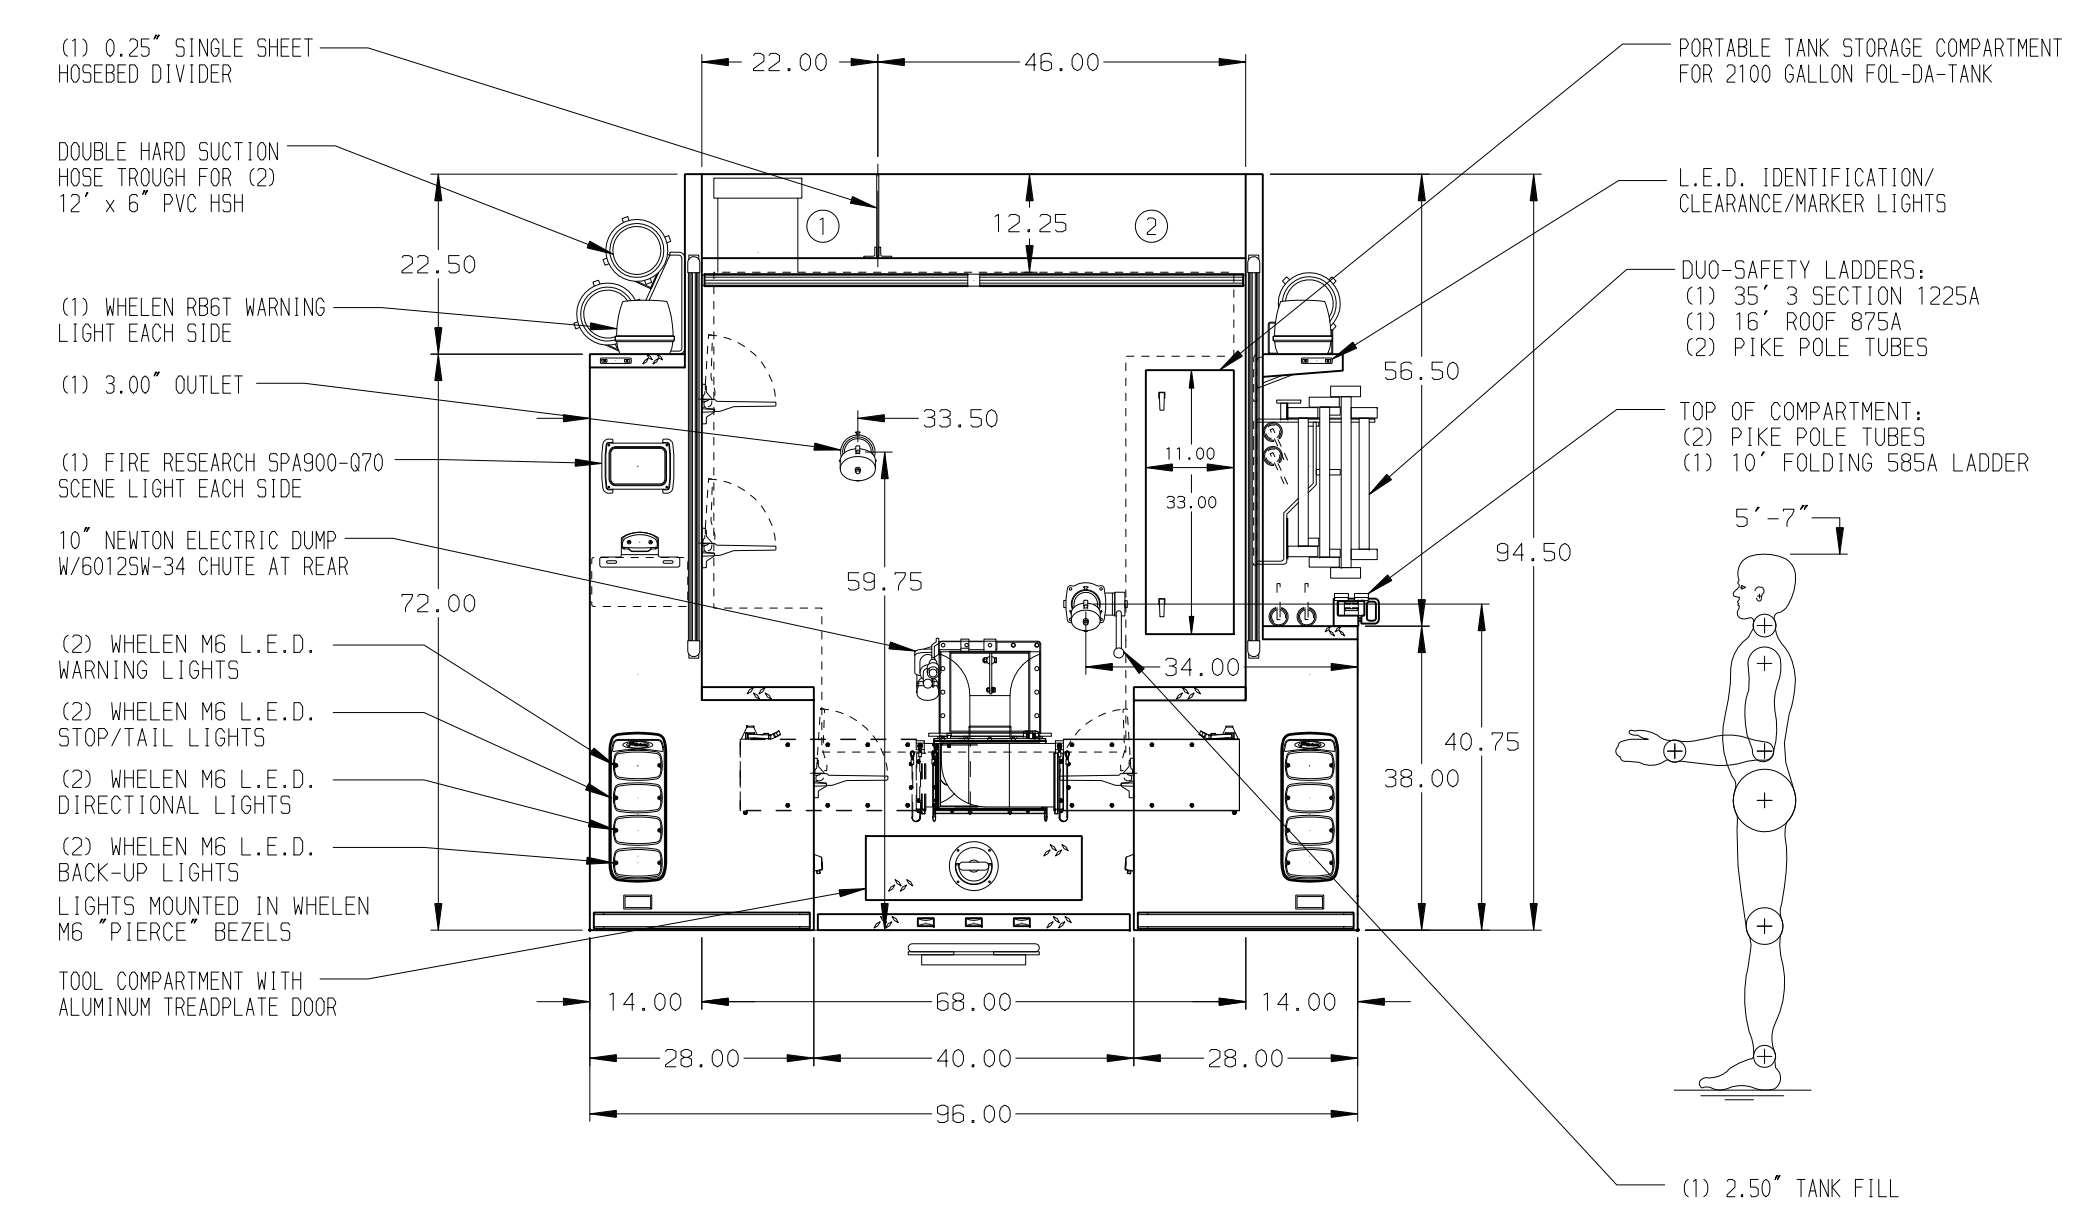 (1) 0.25" SINGLE SHEET
HOSEBED DIVIDER
DOUBLE HARD SUCTION
HOSE TROUGH FOR (2)
12' x 6" PVC HSH
(1) WHELEN RB6T WARNING
LIGHT EACH SIDE
(1) 3.00" OUTLET
(1) FIRE RESEARCH SPA900-Q70
SCENE LIGHT EACH SIDE
10" NEWTON ELECTRIC DUMP
W/6012SW-34 CHUTE AT REAR
(2) WHELEN M6 L.E.D.
WARNING LIGHTS
(2) WHELEN M6 L.E.D.
STOP/TAIL LIGHTS
(2) WHELEN M6 L.E.D.
DIRECTIONAL LIGHTS
(2) WHELEN M6 L.E.D.
BACK-UP LIGHTS
LIGHTS MOUNTED IN WHELEN
M6 "PIERCE" BEZELS
TOOL COMPARTMENT WITH
ALUMINUM TREADPLATE DOOR
22.00
46.00
12.25
1
2
22.50
72.00
33.50
59.75
11.00
33.00
34.00
56.50
94.50
40.75
38.00
14.00
68.00
14.00
28.00
40.00
28.00
96.00
PORTABLE TANK STORAGE COMPARTMENT
FOR 2100 GALLON FOL-DA-TANK
L.E.D. IDENTIFICATION/
CLEARANCE/MARKER LIGHTS
DUO-SAFETY LADDERS:
(1) 35' 3 SECTION 1225A
(1) 16' ROOF 875A
(2) PIKE POLE TUBES
TOP OF COMPARTMENT:
(2) PIKE POLE TUBES
(1) 10' FOLDING 585A LADDER
5'-7"
(1) 2.50" TANK FILL